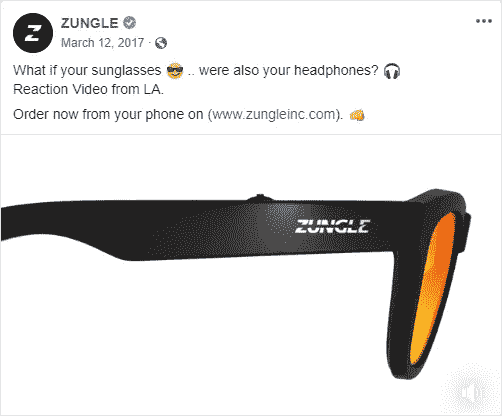 ZUNGLE
March 12, 2017 ·
What if your sunglasses 😎 .. were also your headphones? 🎧
Reaction Video from LA.
Order now from your phone on (www.zungleinc.com). 🤙
ZUNGLE